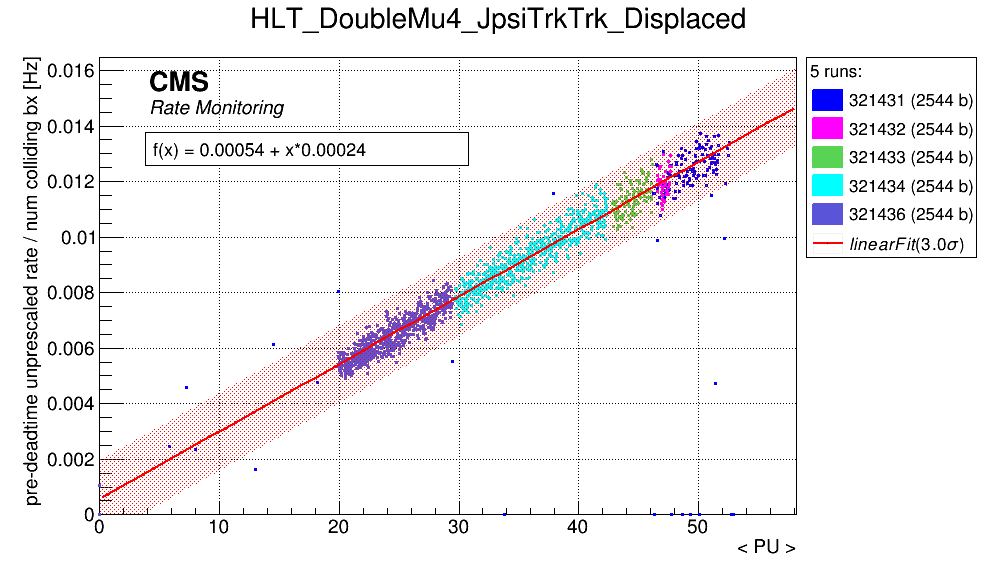 HLT_DoubleMu4_JpsiTrkTrk_Displaced
pre-deadtime unprescaled rate / num colliding bx [Hz]
0.016
0.014
0.012
0.01
0.008
0.006
0.004
0.002
0
CMS
Rate Monitoring
f(x) = 0.00054 + x*0.00024
0 10 20 30 40 50
< PU >
5 runs:
321431 (2544 b)
321432 (2544 b)
321433 (2544 b)
321434 (2544 b)
321436 (2544 b)
linearFit(3.0σ)